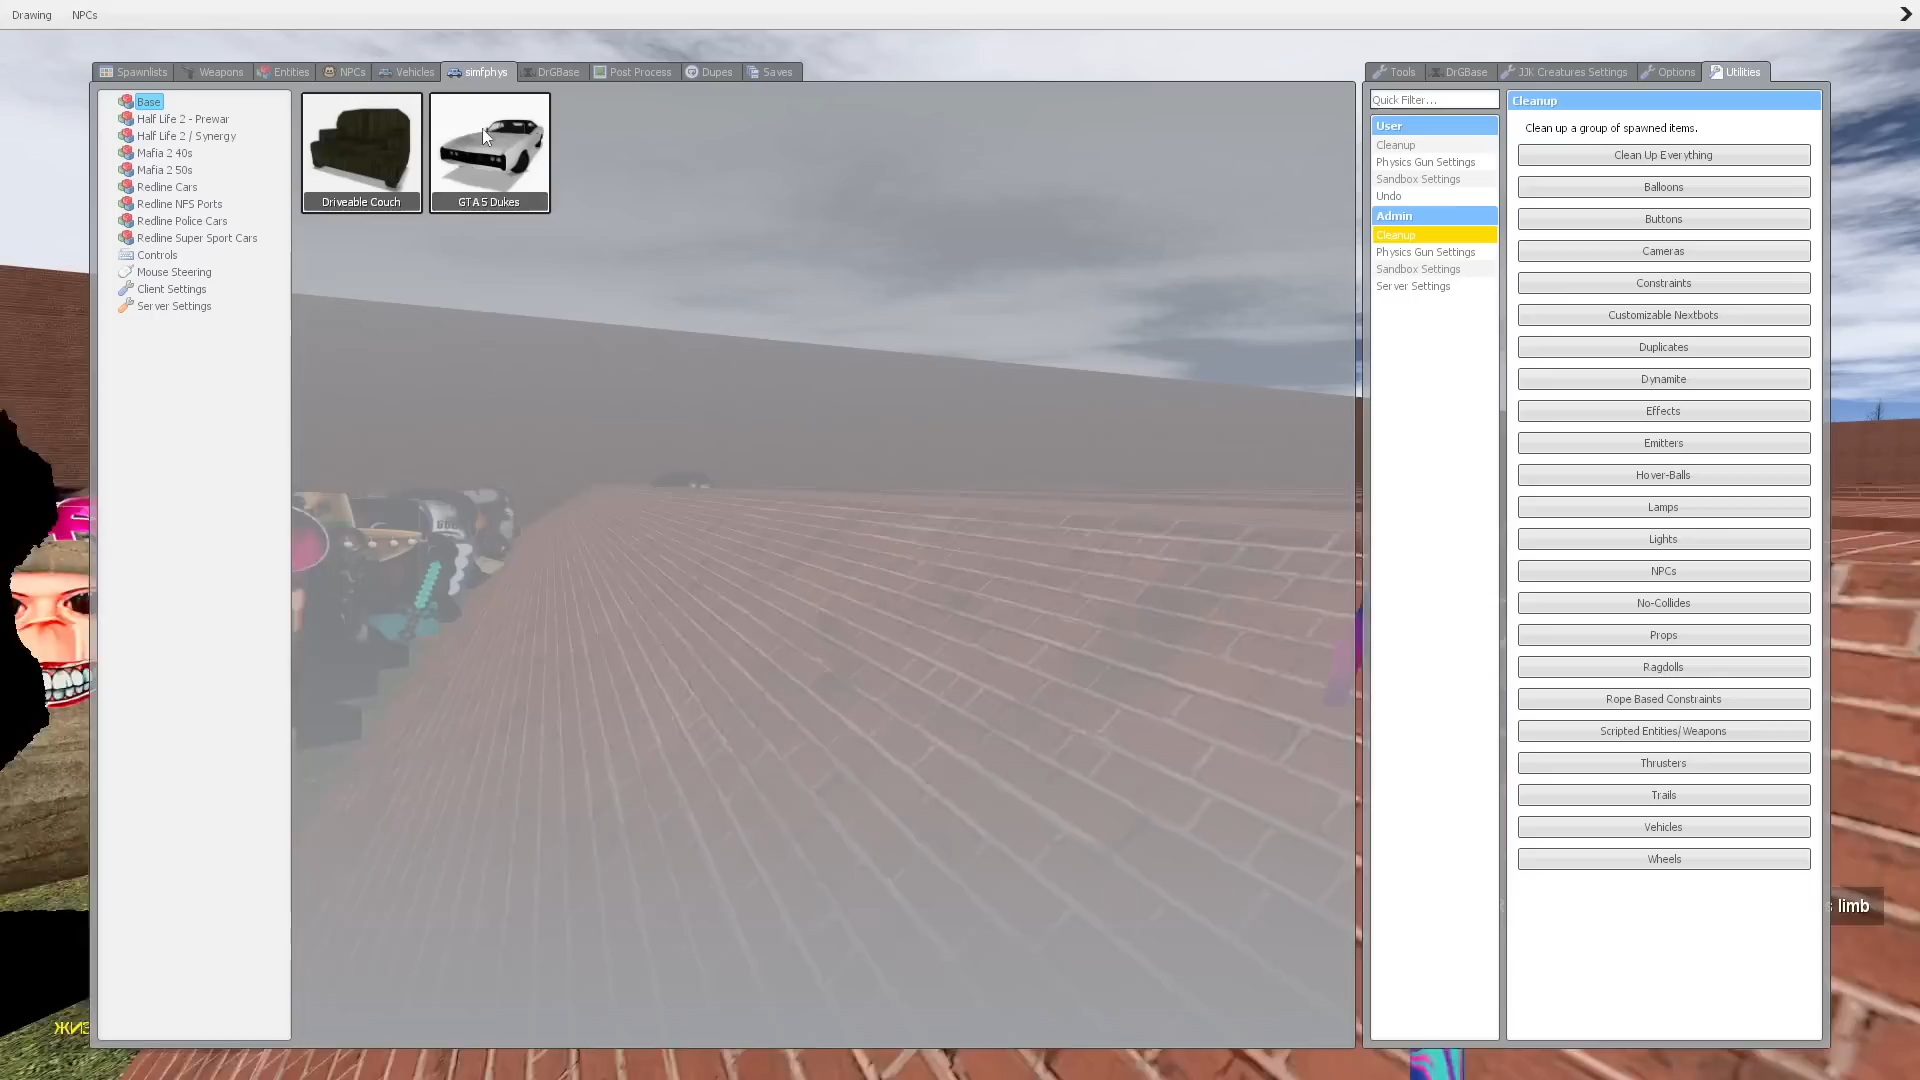 Drawing NPCs
Spawnlists Weapons Entities NPCs Vehicles simfphys DrGBase Post Process Dupes Saves
Base
Half Life 2 - Prewar
Half Life 2 / Synergy
Mafia 2 40s
Mafia 2 50s
Redline Cars
Redline NFS Ports
Redline Police Cars
Redline Super Sport Cars
Controls
Mouse Steering
Client Settings
Server Settings
Driveable Couch
GTA 5 Dukes
Tools DrGBase JJK Creatures Settings Options Utilities
Quick Filter...
User
Cleanup
Physics Gun Settings
Sandbox Settings
Undo
Admin
Cleanup
Physics Gun Settings
Sandbox Settings
Server Settings
Cleanup
Clean up a group of spawned items.
Clean Up Everything
Balloons
Buttons
Cameras
Constraints
Customizable Nextbots
Duplicates
Dynamite
Effects
Emitters
Hover-Balls
Lamps
Lights
NPCs
No-Collides
Props
Ragdolls
Rope Based Constraints
Scripted Entities/Weapons
Thrusters
Trails
Vehicles
Wheels
limb
ЖИЗ